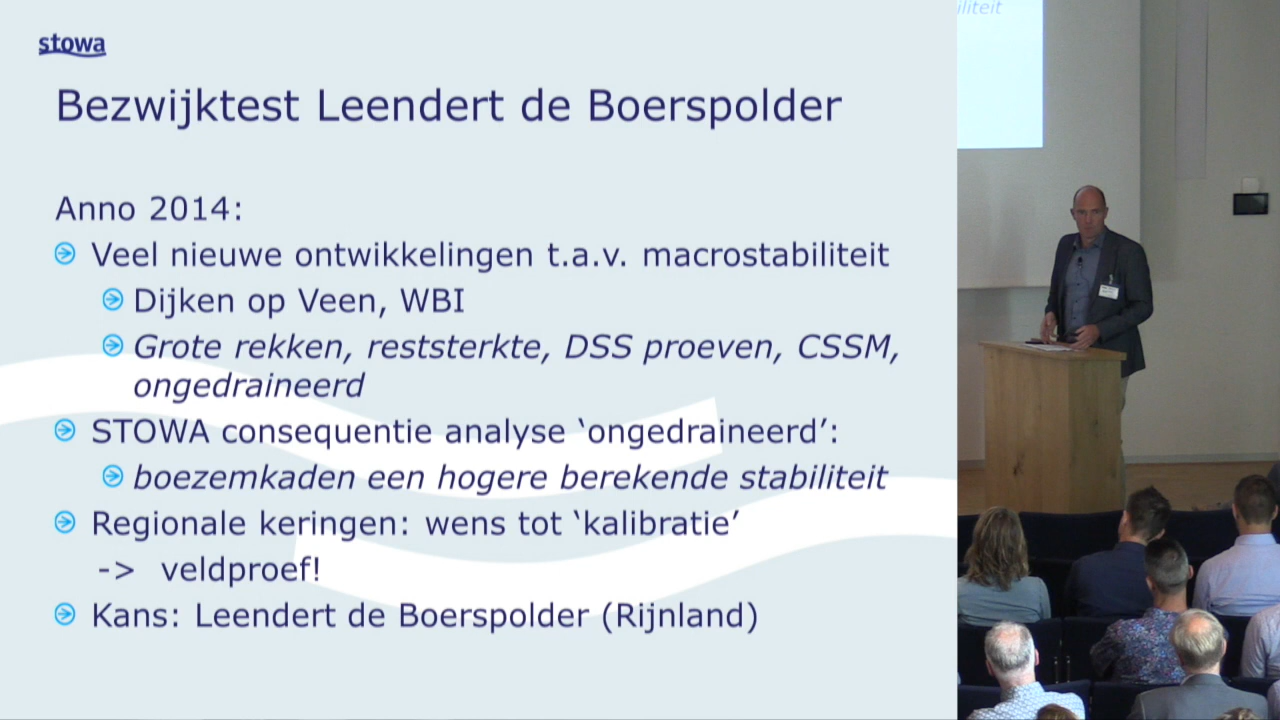 stowa
Bezwijktest Leendert de Boerspolder
Anno 2014:
Veel nieuwe ontwikkelingen t.a.v. macrostabiliteit
Dijken op Veen, WBI
Grote rekken, reststerkte, DSS proeven, CSSM,
ongedraineerd
STOWA consequentie analyse ‘ongedraineerd’:
boezemkaden een hogere berekende stabiliteit
Regionale keringen: wens tot ‘kalibratie’
-> veldproef!
Kans: Leendert de Boerspolder (Rijnland)
iliteit